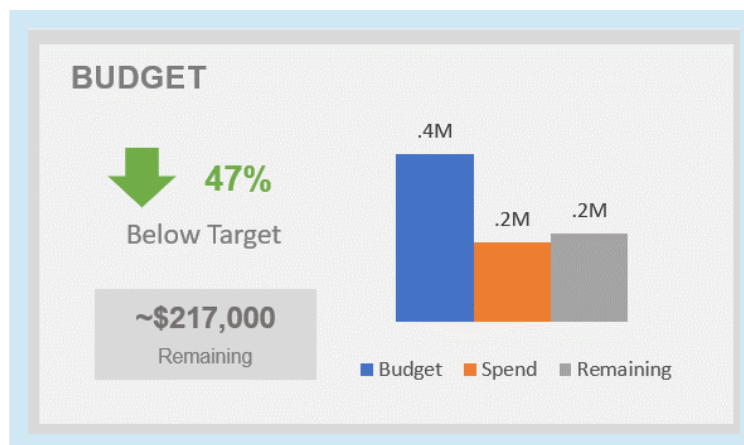 BUDGET
47%
Below Target
~$217,000
Remaining
.4M
.2M
.2M
Budget Spend Remaining